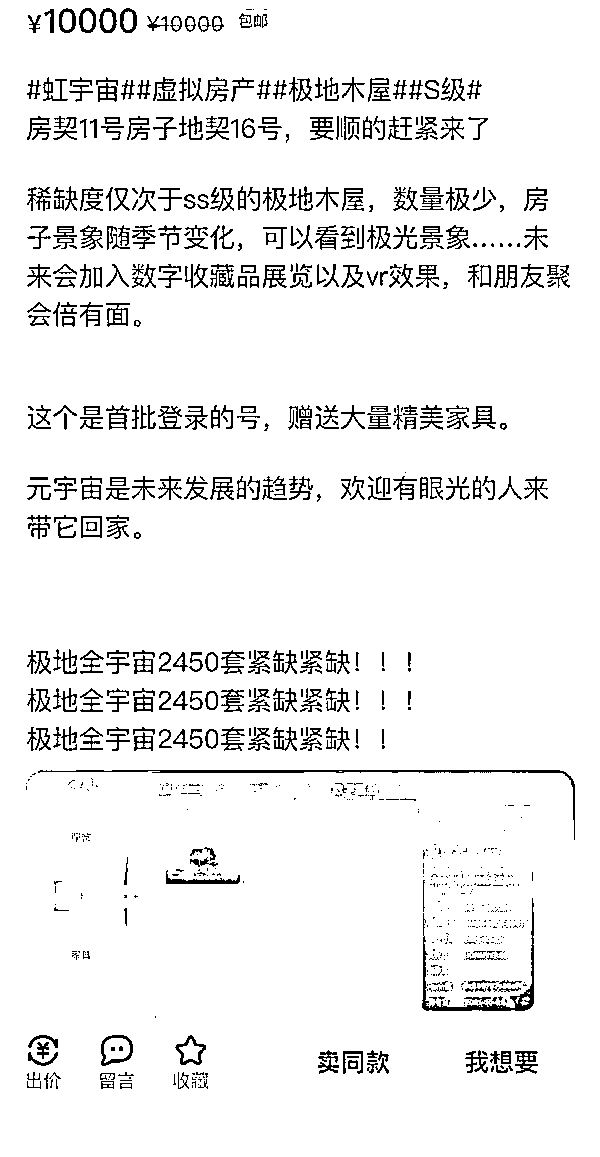 ¥10000 ¥10000 包邮
#虹宇宙##虚拟房产##极地木屋##S级#
房契11号房子地契16号，要顺的赶紧来了
稀缺度仅次于ss级的极地木屋，数量极少，房
子景象随季节变化，可以看到极光景象......未
来会加入数字收藏品展览以及vr效果，和朋友聚
会倍有面。
这个是首批登录的号，赠送大量精美家具。
元宇宙是未来发展的趋势，欢迎有眼光的人来
带它回家。
极地全宇宙2450套紧缺紧缺！！！
极地全宇宙2450套紧缺紧缺！！！
极地全宇宙2450套紧缺紧缺！！
家具
出价 留言 收藏 卖同款 我想要